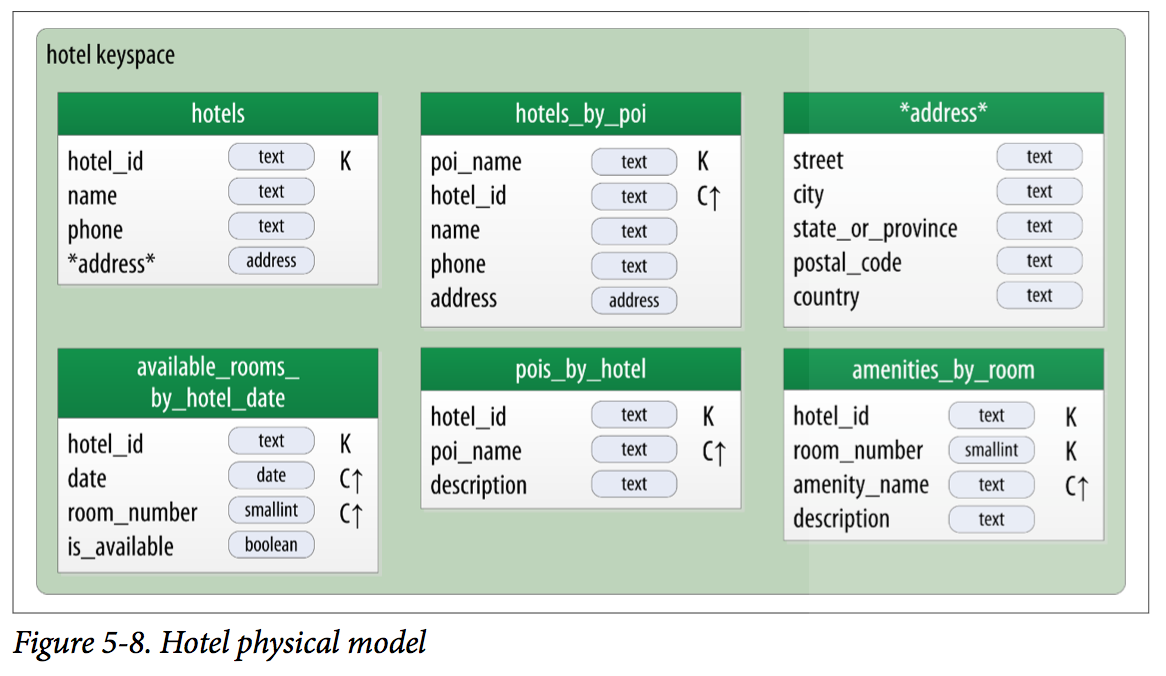 hotel keyspace
hotels
hotel_id text K
name text
phone text
*address* address
hotels_by_poi
poi_name text K
hotel_id text C↑
name text
phone text
address address
*address*
street text
city text
state_or_province text
postal_code text
country text
available_rooms_
by_hotel_date
hotel_id text K
date date C↑
room_number smallint C↑
is_available boolean
pois_by_hotel
hotel_id text K
poi_name text C↑
description text
amenities_by_room
hotel_id text K
room_number smallint K
amenity_name text C↑
description text
Figure 5-8. Hotel physical model